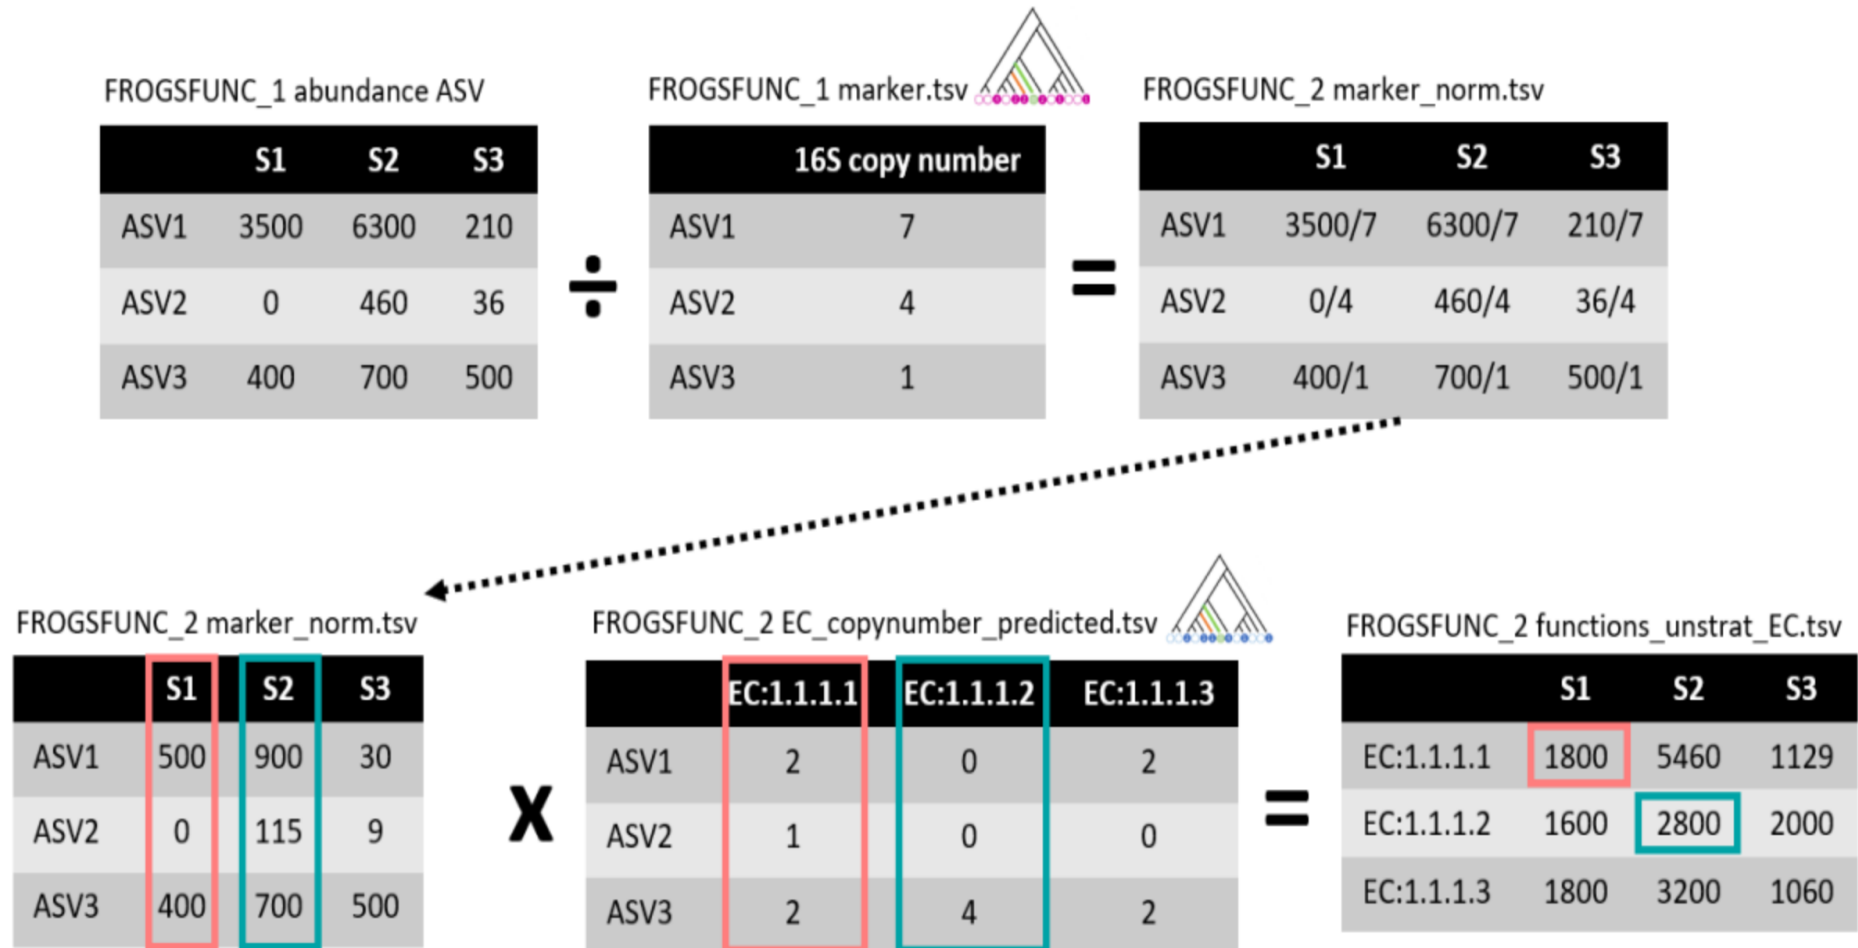 FROGSFUNC_1 abundance ASV
S1 S2 S3
ASV1 3500 6300 210
ASV2 0 460 36
ASV3 400 700 500
÷
FROGSFUNC_1 marker.tsv
16S copy number
ASV1 7
ASV2 4
ASV3 1
=
FROGSFUNC_2 marker_norm.tsv
S1 S2 S3
ASV1 3500/7 6300/7 210/7
ASV2 0/4 460/4 36/4
ASV3 400/1 700/1 500/1
FROGSFUNC_2 marker_norm.tsv
S1 S2 S3
ASV1 500 900 30
ASV2 0 115 9
ASV3 400 700 500
X
FROGSFUNC_2 EC_copynumber_predicted.tsv
EC:1.1.1.1 EC:1.1.1.2 EC:1.1.1.3
ASV1 2 0 2
ASV2 1 0 0
ASV3 2 4 2
=
FROGSFUNC_2 functions_unstrat_EC.tsv
S1 S2 S3
EC:1.1.1.1 1800 5460 1129
EC:1.1.1.2 1600 2800 2000
EC:1.1.1.3 1800 3200 1060